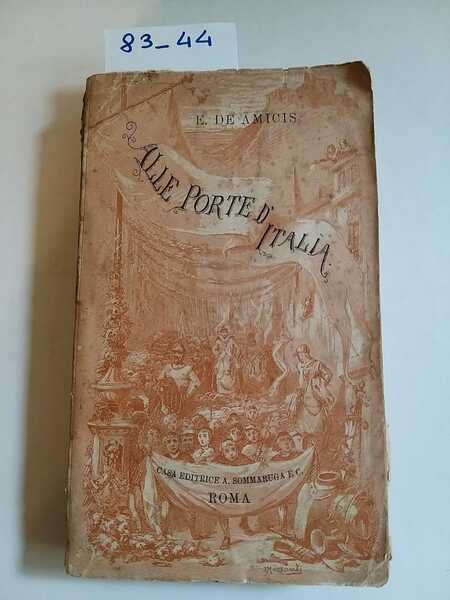 83_44
E. DE AMICIS
ALLE PORTE D'
ITALIA.
CASA EDITRICE A. SOMMARUGA E C.
ROMA